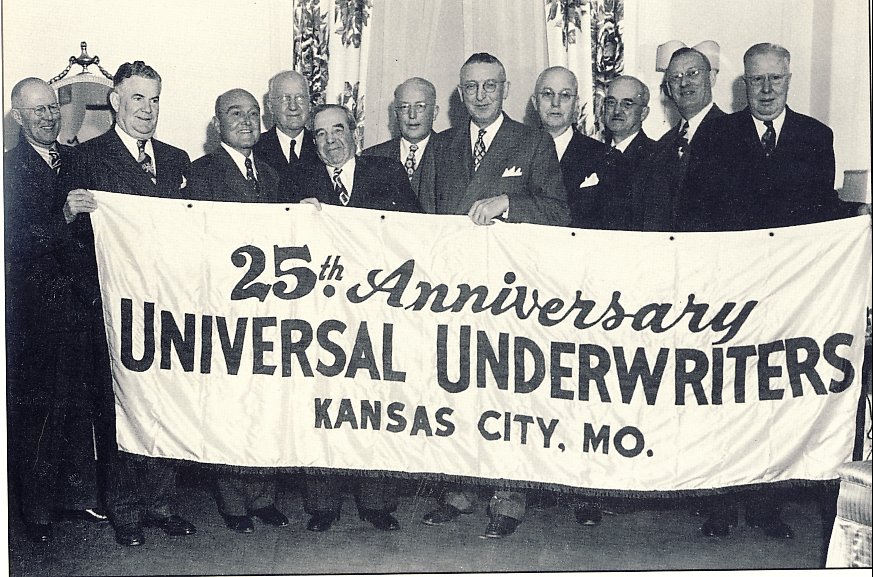 25th. Anniversary
UNIVERSAL UNDERWRITERS
KANSAS CITY, MO.